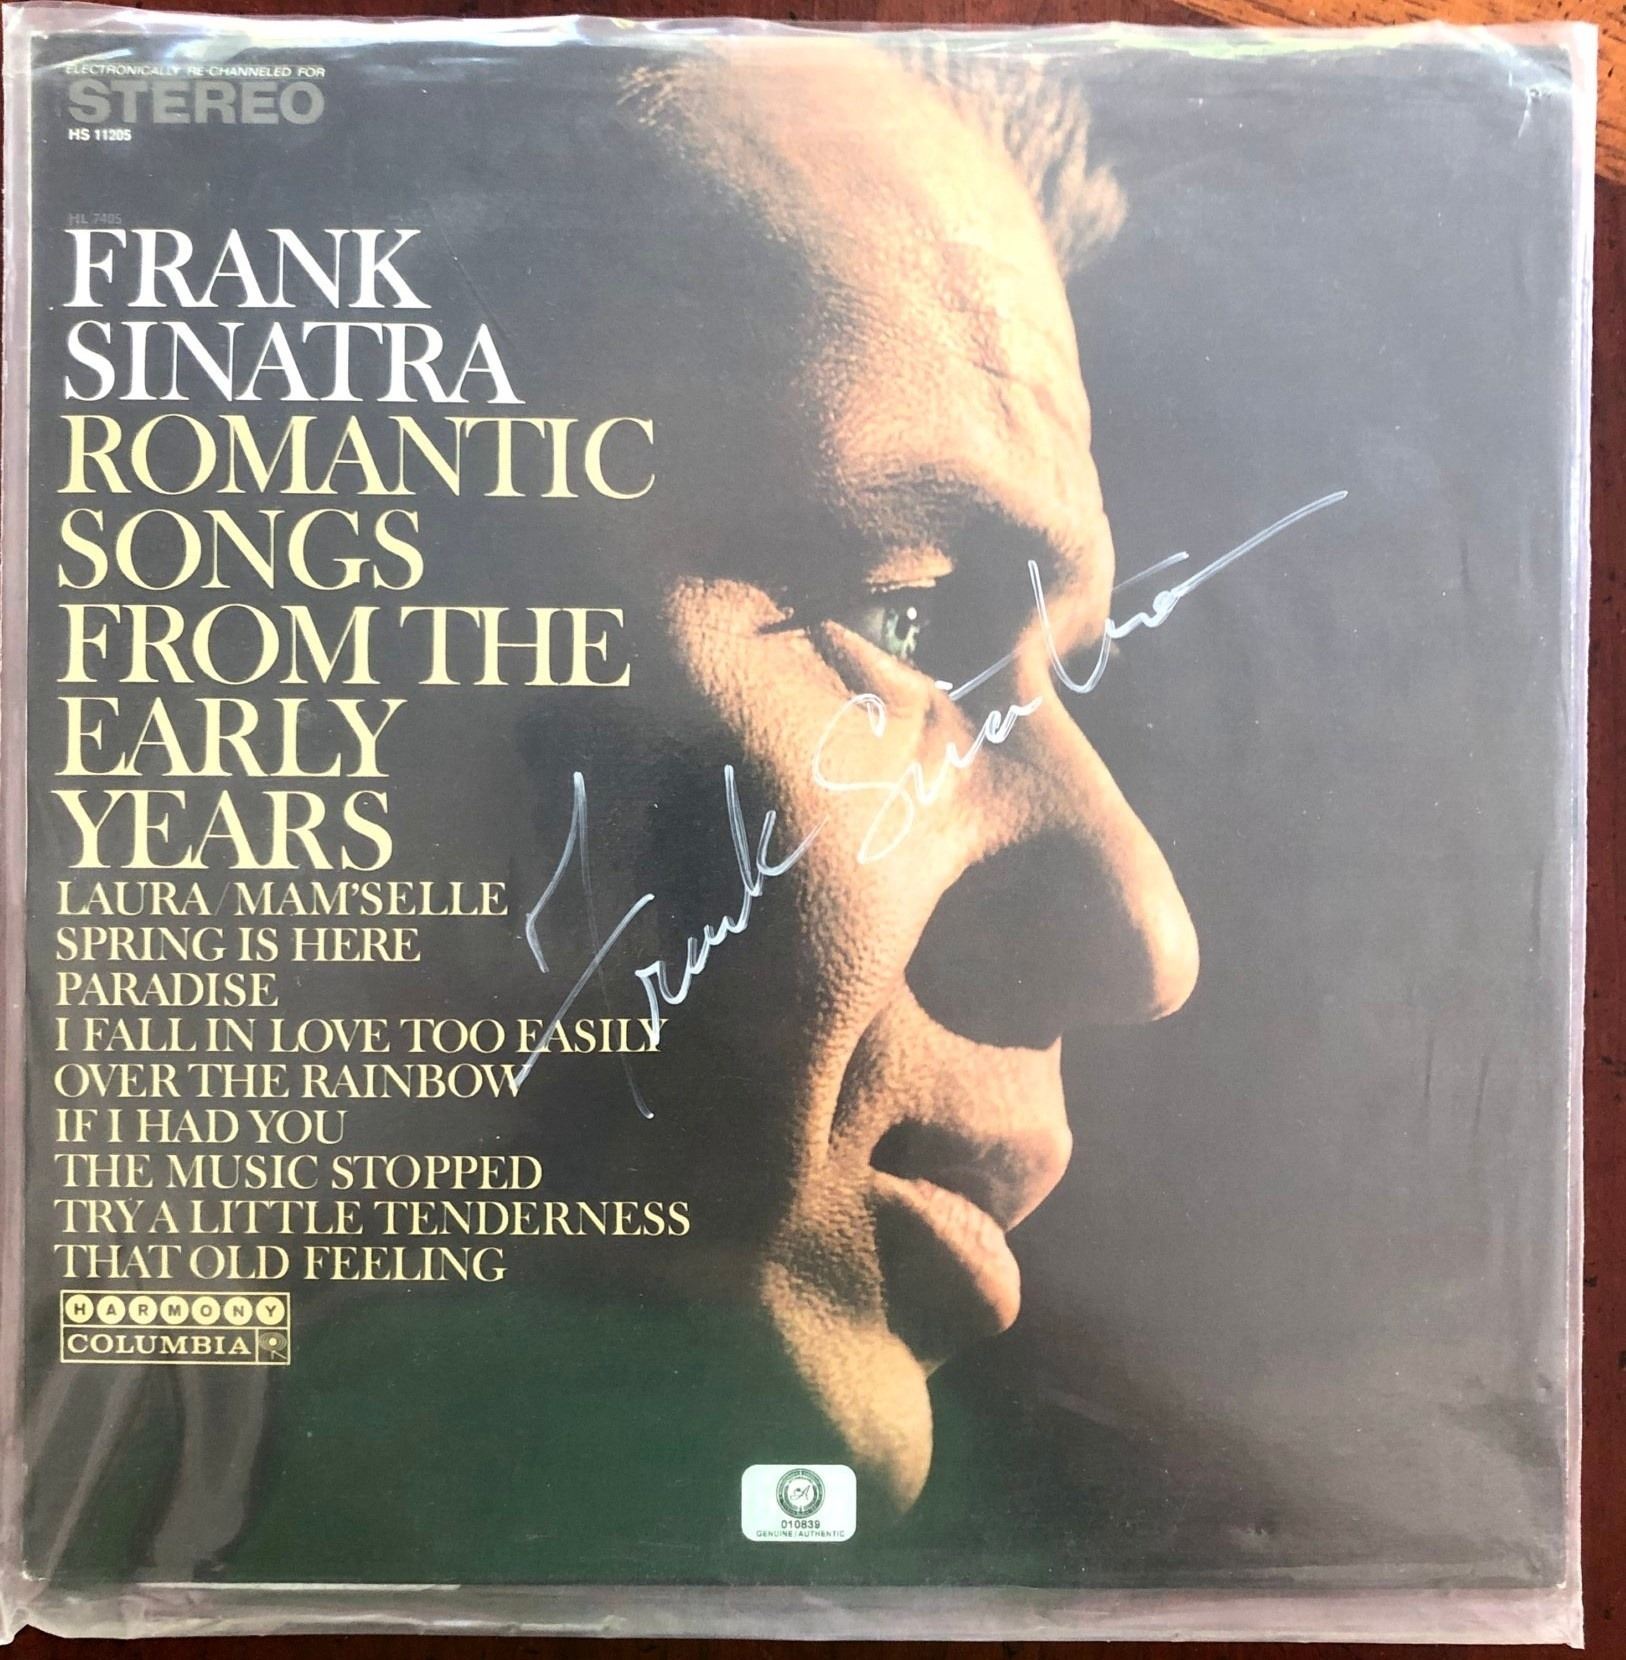 ELECTRONICALLY RE-CHANNELED FOR
STEREO
HS 11205
HL 7405
FRANK
SINATRA
ROMANTIC
SONGS
FROM THE
EARLY
YEARS
LAURA/MAM'SELLE
SPRING IS HERE
PARADISE
I FALL IN LOVE TOO EASILY
OVER THE RAINBOW
IF I HAD YOU
THE MUSIC STOPPED
TRY A LITTLE TENDERNESS
THAT OLD FEELING
HARMONY
COLUMBIA
Frank Sinatra
010839
GENUINE/AUTHENTIC